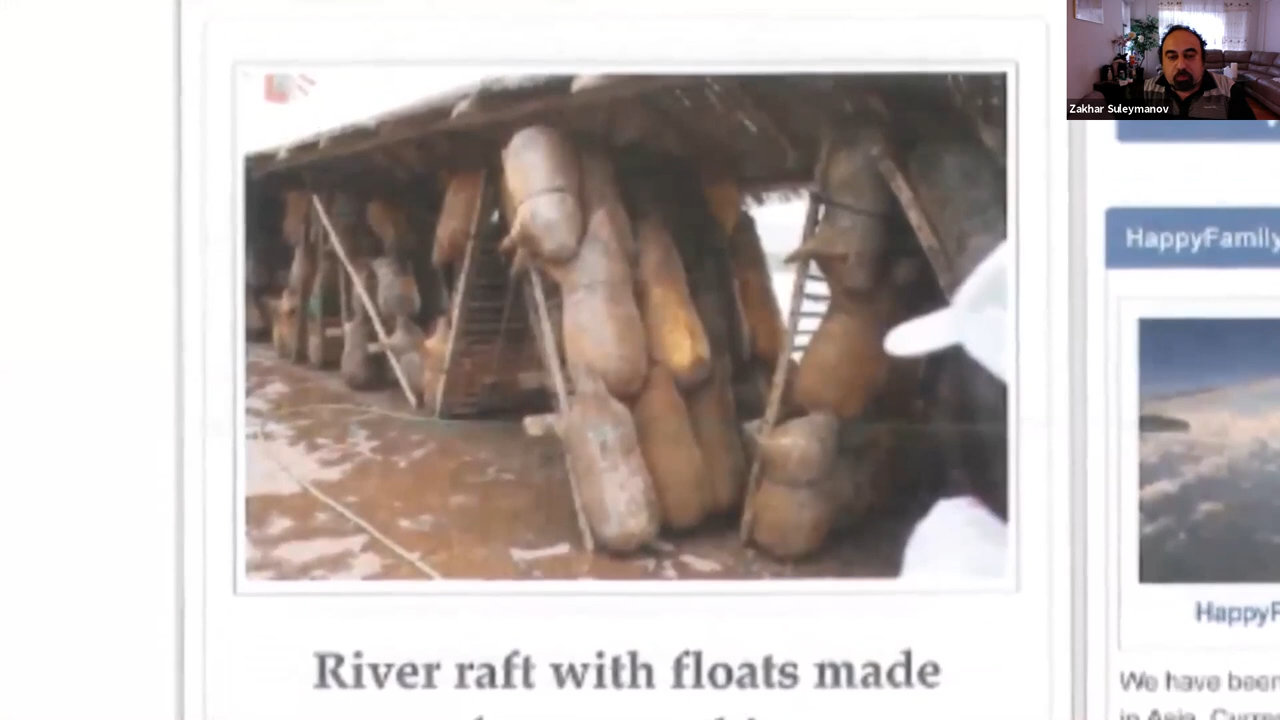 Zakhar Suleymanov
HappyFamily
River raft with floats made
HappyF
We have been
in Asia. Curre